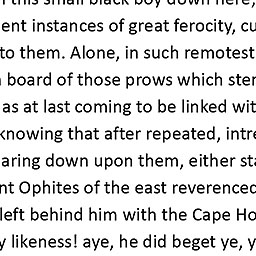 this small black boy down here,
ent instances of great ferocity, cu
to them. Alone, in such remotest
board of those prows which ster
as at last coming to be linked wit
knowing that after repeated, intre
aring down upon them, either sta
nt Ophites of the east reverenced
left behind him with the Cape Ho
y likeness! aye, he did beget ye, y